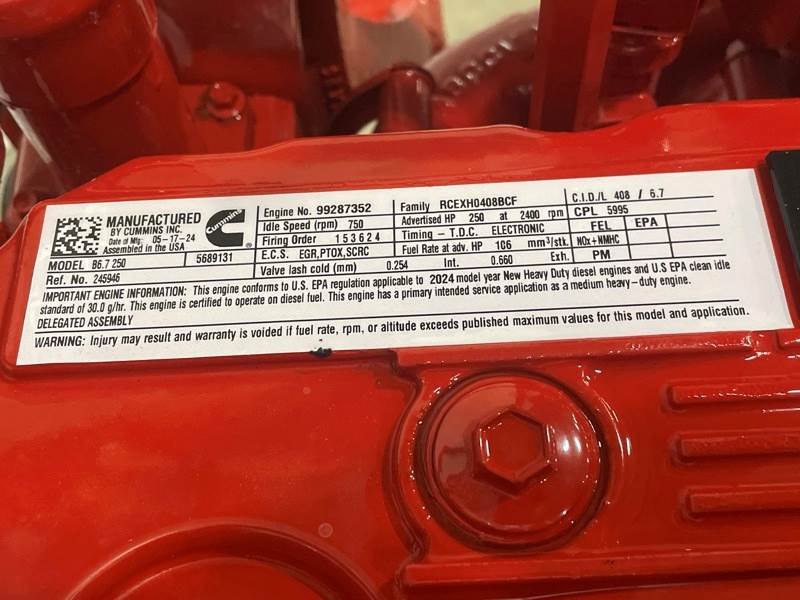 MANUFACTURED
BY CUMMINS INC.
Date of Mfg: 05-17-24
Assembled in the USA
Cummins
®
MODEL B6.7 250 5689131
Ref. No. 245946
Engine No. 99287352
Idle Speed (rpm) 750
Firing Order 1 5 3 6 2 4
E.C.S. EGR,PTOX,SCRC
Valve lash cold (mm) 0.254 Int. 0.660 Exh.
Family RCEXH0408BCF
Advertised HP 250 at 2400 rpm
Timing - T.D.C. ELECTRONIC
Fuel Rate at adv. HP 106 mm³/stk.
C.I.D./L 408 / 6.7
CPL 5995
FEL EPA
NOx+NMHC
PM
IMPORTANT ENGINE INFORMATION: This engine conforms to U.S. EPA regulation applicable to 2024 model year New Heavy Duty diesel engines and U.S EPA clean idle
standard of 30.0 g/hr. This engine is certified to operate on diesel fuel. This engine has a primary intended service application as a medium heavy-duty engine.
DELEGATED ASSEMBLY
WARNING: Injury may result and warranty is voided if fuel rate, rpm, or altitude exceeds published maximum values for this model and application.